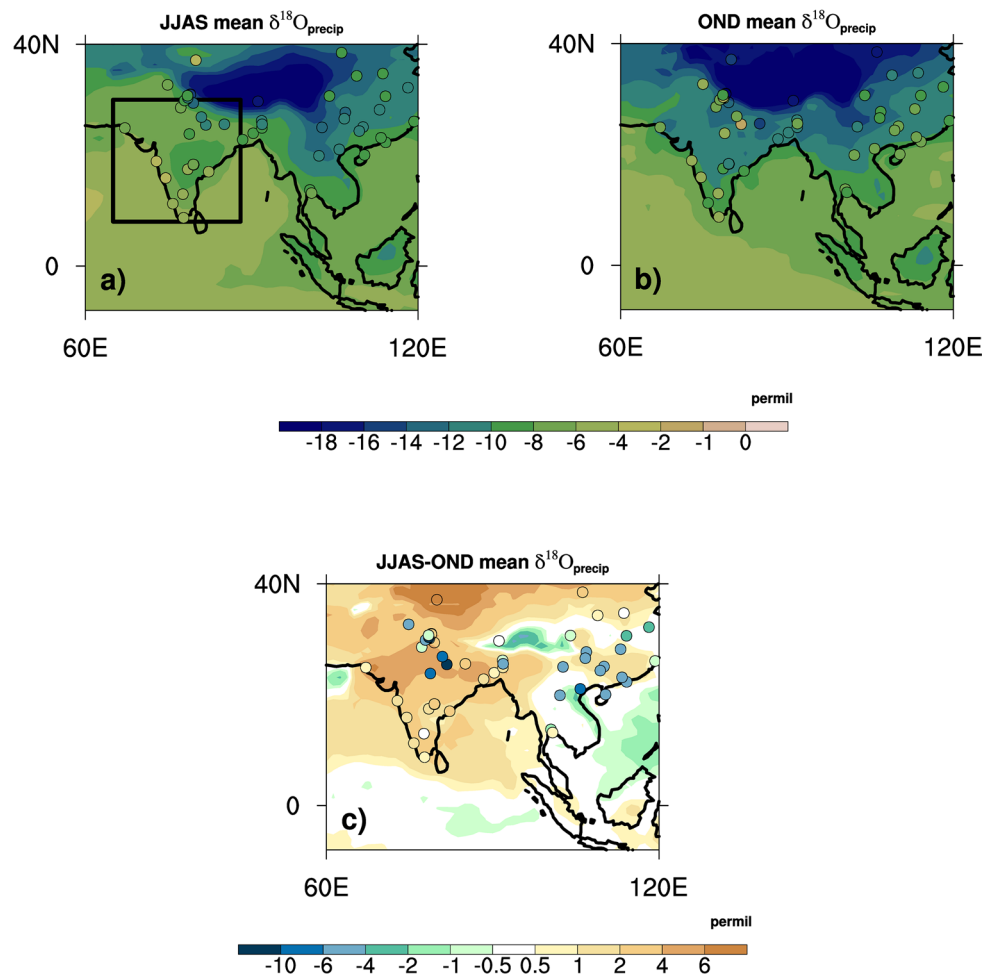 JJAS mean δ¹⁸Oprecip
OND mean δ¹⁸Oprecip
40N
0
a)
60E
120E
40N
0
b)
60E
120E
permil
-18 -16 -14 -12 -10 -8 -6 -4 -2 -1 0
JJAS-OND mean δ¹⁸Oprecip
40N
0
c)
60E
120E
permil
-10 -6 -4 -2 -1 -0.5 0.5 1 2 4 6